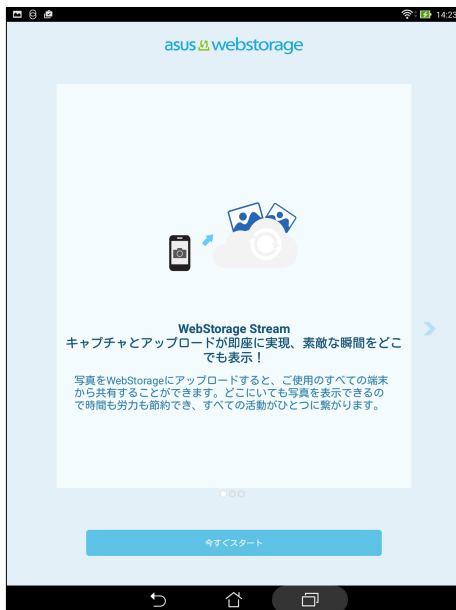 14:23
asus webstorage
WebStorage Stream
キャプチャとアップロードが即座に実現、素敵な瞬間をどこ
でも表示！
写真をWebStorageにアップロードすると、ご使用のすべての端末
から共有することができます。どこにいても写真を表示できるの
で時間も労力も節約でき、すべての活動がひとつに繋がります。
今すぐスタート